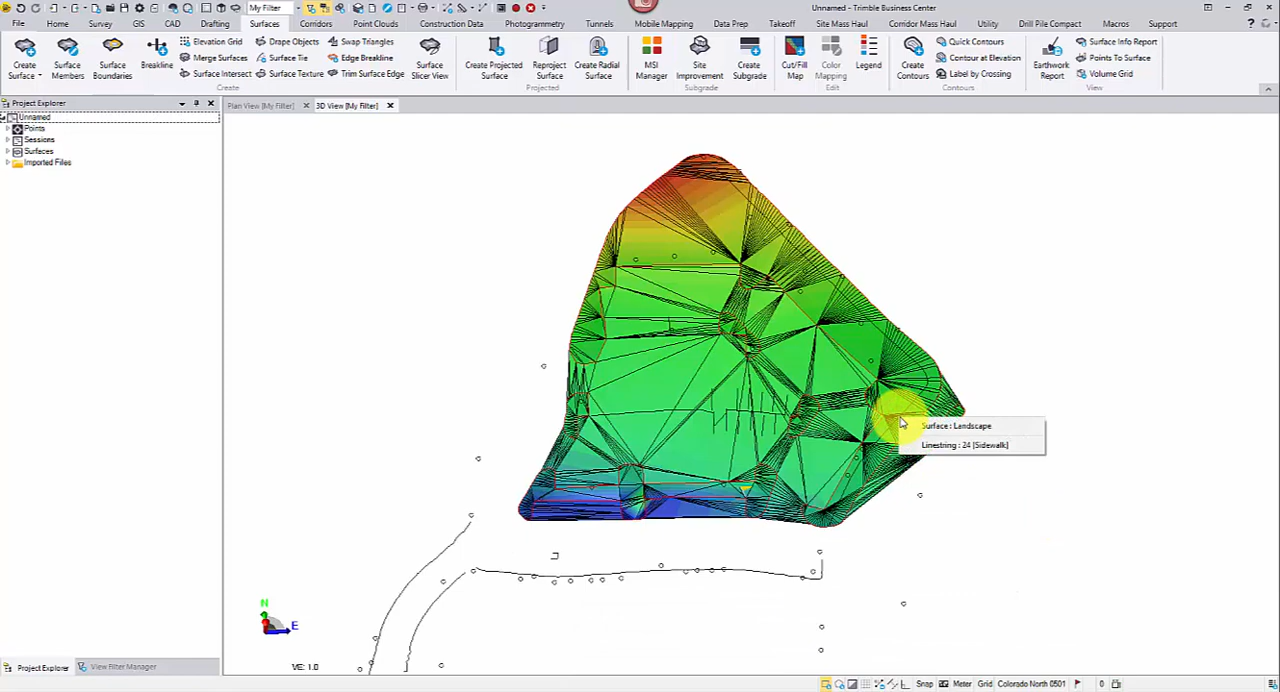 My Filter
Unnamed - Trimble Business Center
File Home Survey GIS CAD Drafting Surfaces Corridors Point Clouds Construction Data Photogrammetry Tunnels Mobile Mapping Data Prep Takeoff Site Mass Haul Corridor Mass Haul Utility Drill Pile Compact Macros Support
Create Surface
Surface Members
Surface Boundaries
Breakline
Elevation Grid
Merge Surfaces
Surface Intersect
Drape Objects
Surface Tie
Surface Texture
Swap Triangles
Edge Breakline
Trim Surface Edge
Surface Slicer View
Create
Create Projected Surface
Reproject Surface
Create Radial Surface
Projected
MSI Manager
Site Improvement
Create Subgrade
Subgrade
Cut/Fill Map
Color Mapping
Legend
Edit
Create Contours
Quick Contours
Contour at Elevation
Label by Crossing
Contours
Earthwork Report
Surface Info Report
Points To Surface
Volume Grid
View
Project Explorer
Unnamed
Points
Sessions
Surfaces
Imported Files
Plan View [My Filter]
3D View [My Filter]
Surface : Landscape
Linestring : 24 [Sidewalk]
N
E
VE: 1.0
Project Explorer
View Filter Manager
Snap Meter Grid Colorado North 0501 0